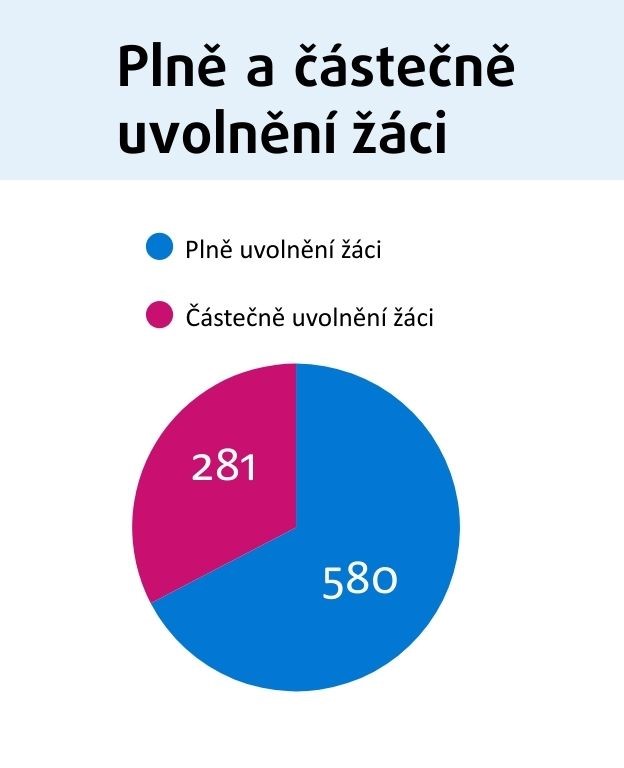 Plně a částečně
uvolnění žáci
Plně uvolnění žáci
Částečně uvolnění žáci
281
580